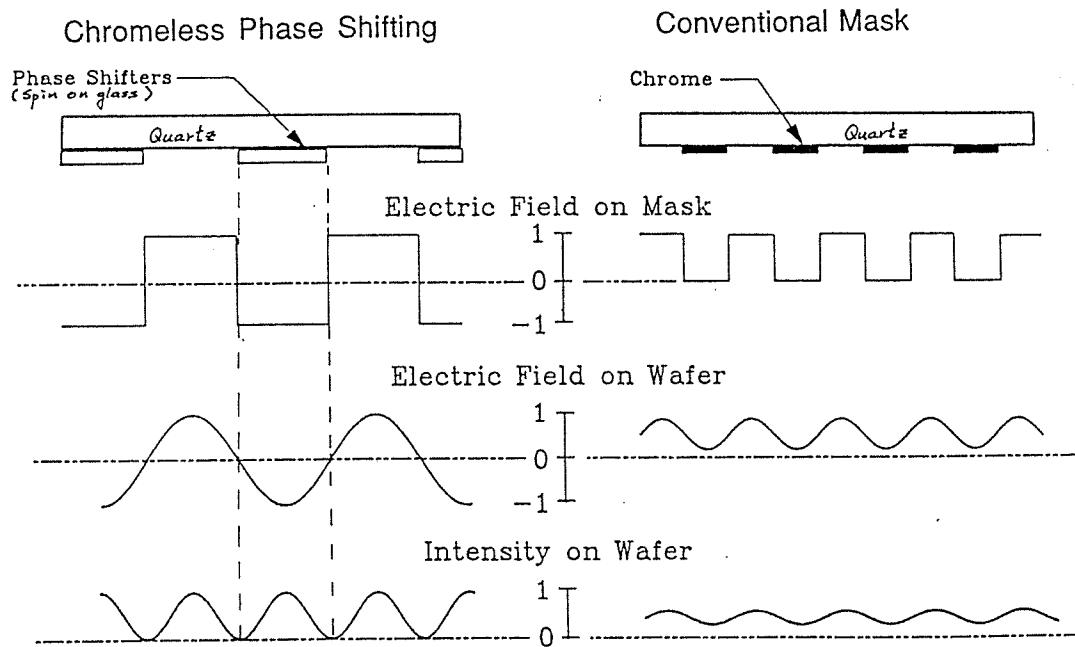 Chromeless Phase Shifting
Conventional Mask
Phase Shifters
(Spin on glass)
Chrome
Quartz
Quartz
Electric Field on Mask
1
0
-1
Electric Field on Wafer
1
0
-1
Intensity on Wafer
1
0